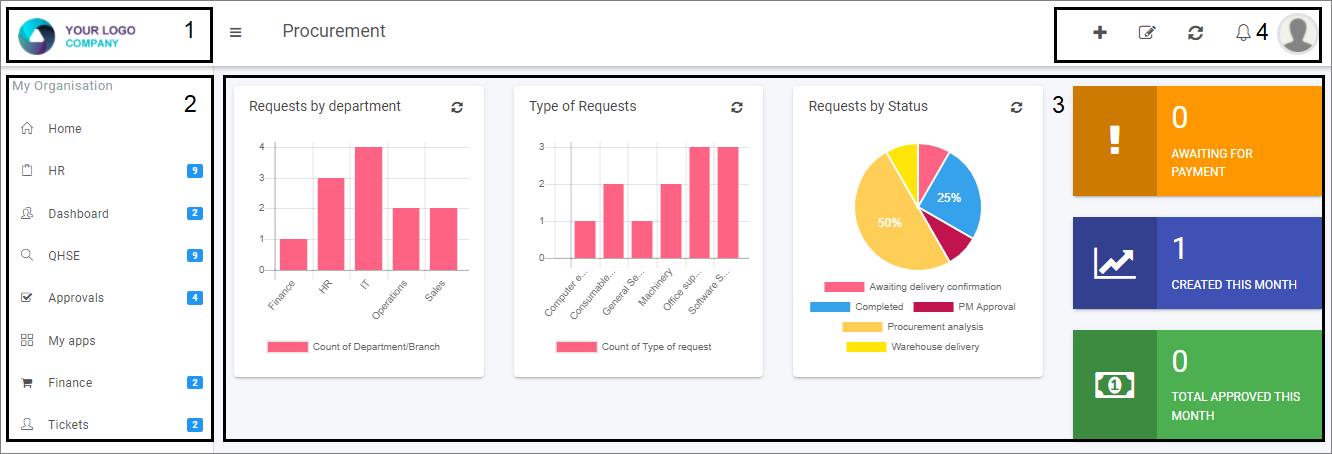 YOUR LOGO
COMPANY
1
Procurement
4
My Organisation
2
Home
HR 9
Dashboard 2
QHSE 9
Approvals 4
My apps
Finance 2
Tickets 2
3
Requests by department
4
3
2
1
0
Finance
HR
IT
Operations
Sales
Count of Department/Branch
Type of Requests
3
2
1
0
Computer e...
Consumable...
General Se...
Machinery
Office sup...
Software S...
Count of Type of request
Requests by Status
25%
50%
Awaiting delivery confirmation
Completed PM Approval
Procurement analysis
Warehouse delivery
0
AWAITING FOR
PAYMENT
1
CREATED THIS MONTH
1
0
TOTAL APPROVED THIS
MONTH